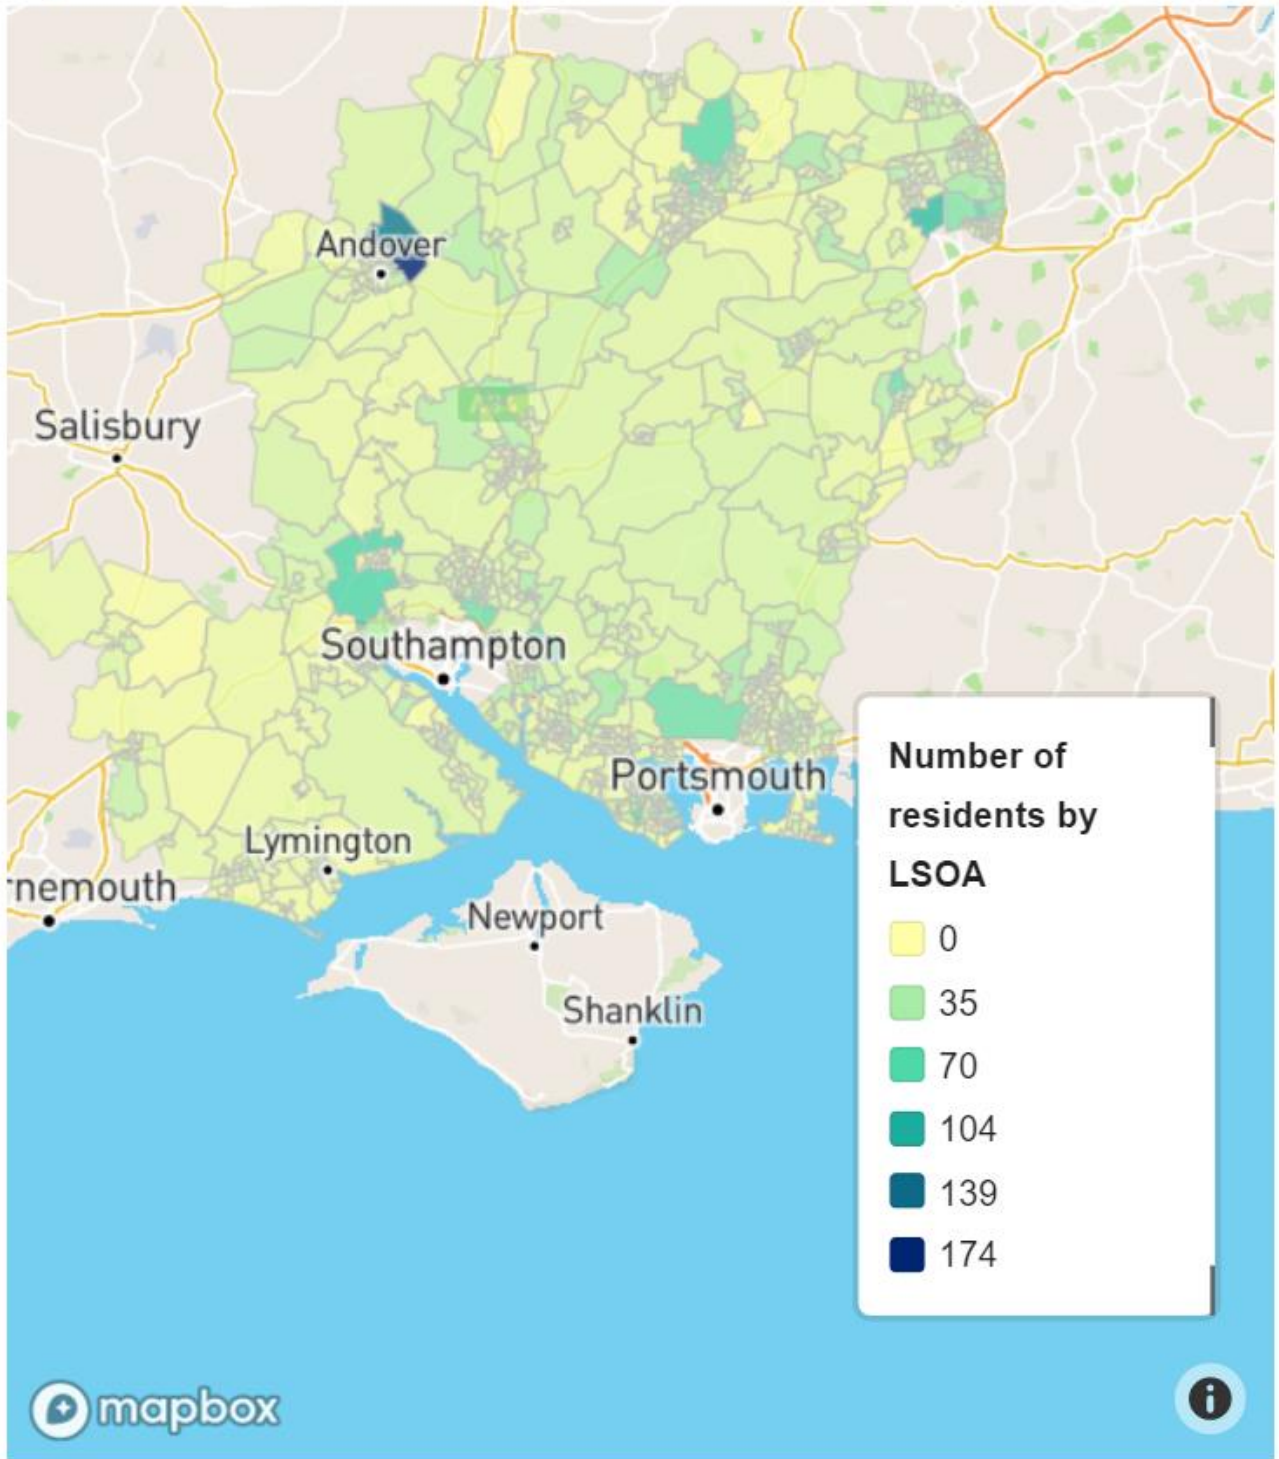 Andover
Salisbury
Southampton
Portsmouth
Lymington
rnemouth
Newport
Shanklin
Number of
residents by
LSOA
0
35
70
104
139
174
mapbox
i